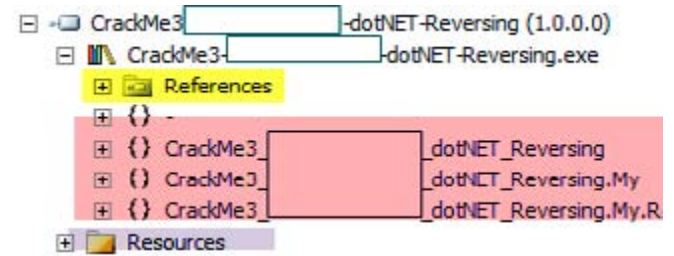 CrackMe3 -dotNET-Reversing (1.0.0.0)
CrackMe3- -dotNET-Reversing.exe
References
{} -
{} CrackMe3_ _dotNET_Reversing
{} CrackMe3_ _dotNET_Reversing.My
{} CrackMe3_ _dotNET_Reversing.My.R
Resources